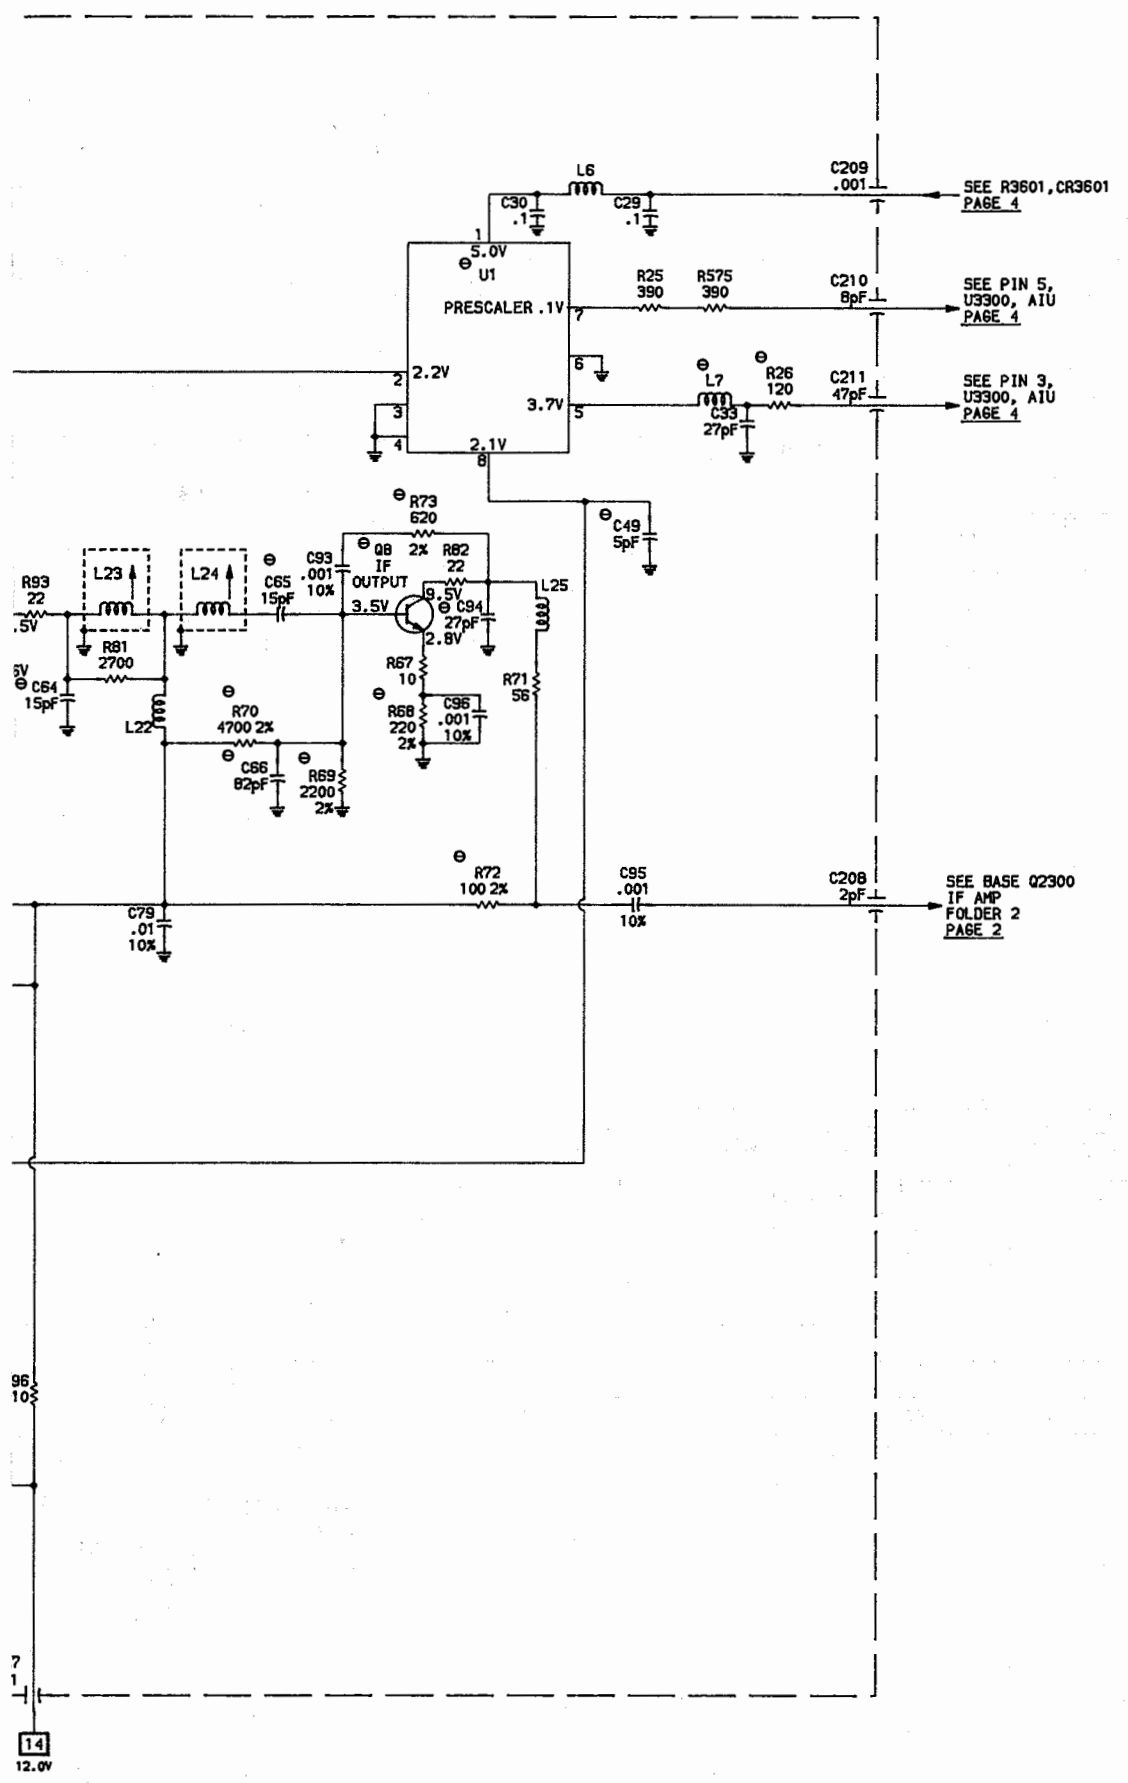 L6
C209
.001
SEE R3601,CR3601
PAGE 4
C30
.1
C29
.1
1
5.0V
⊖
U1
R25
390
R575
390
C210
8pF
SEE PIN 5,
U3300, AIU
PAGE 4
PRESCALER .1V
7
6
2
2.2V
⊖
L7
⊖
R26
120
C211
47pF
SEE PIN 3,
U3300, AIU
PAGE 4
3
3.7V
5
C33
27pF
4
2.1V
8
⊖
R73
620
2%
⊖
C49
5pF
⊖
Q8
IF
OUTPUT
R82
22
L23
L24
⊖
C65
15pF
C93
.001
10%
L25
R93
22
.5V
3.5V
9.5V
⊖
C94
27pF
2.8V
R81
2700
R67
10
R71
56
6V
⊖
C64
15pF
L22
⊖
R70
4700 2%
⊖
R68
220
2%
C96
.001
10%
⊖
C66
82pF
⊖
R69
2200
2%
⊖
R72
100 2%
C95
.001
10%
C208
2pF
SEE BASE Q2300
IF AMP
FOLDER 2
PAGE 2
C79
.01
10%
96
10
7
1
14
12.0V